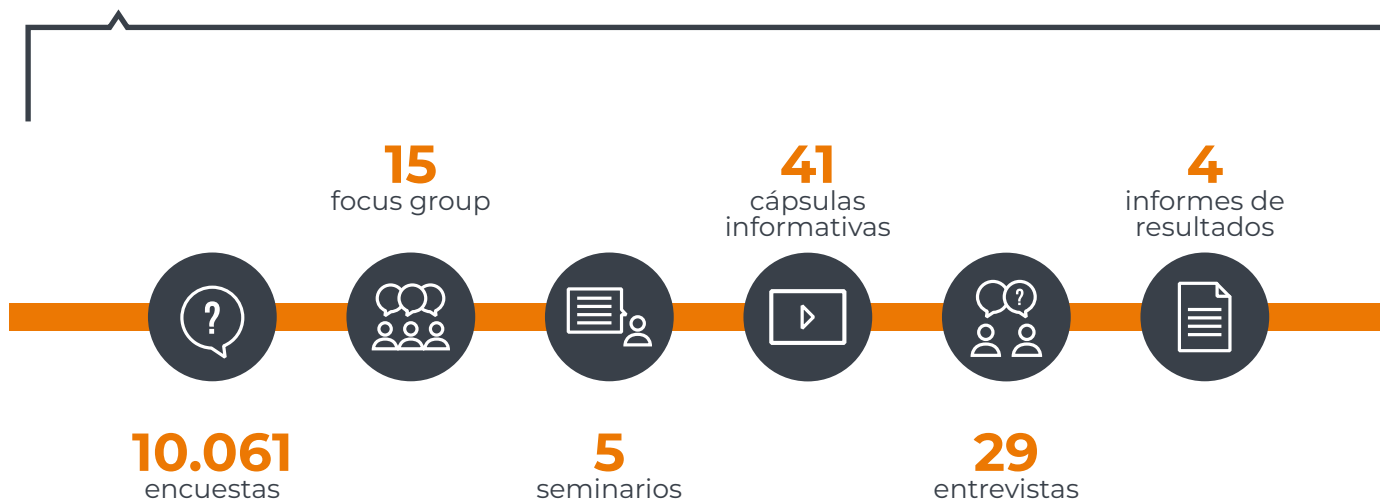 15
focus group
41
cápsulas
informativas
4
informes de
resultados
?
?
10.061
encuestas
5
seminarios
29
entrevistas